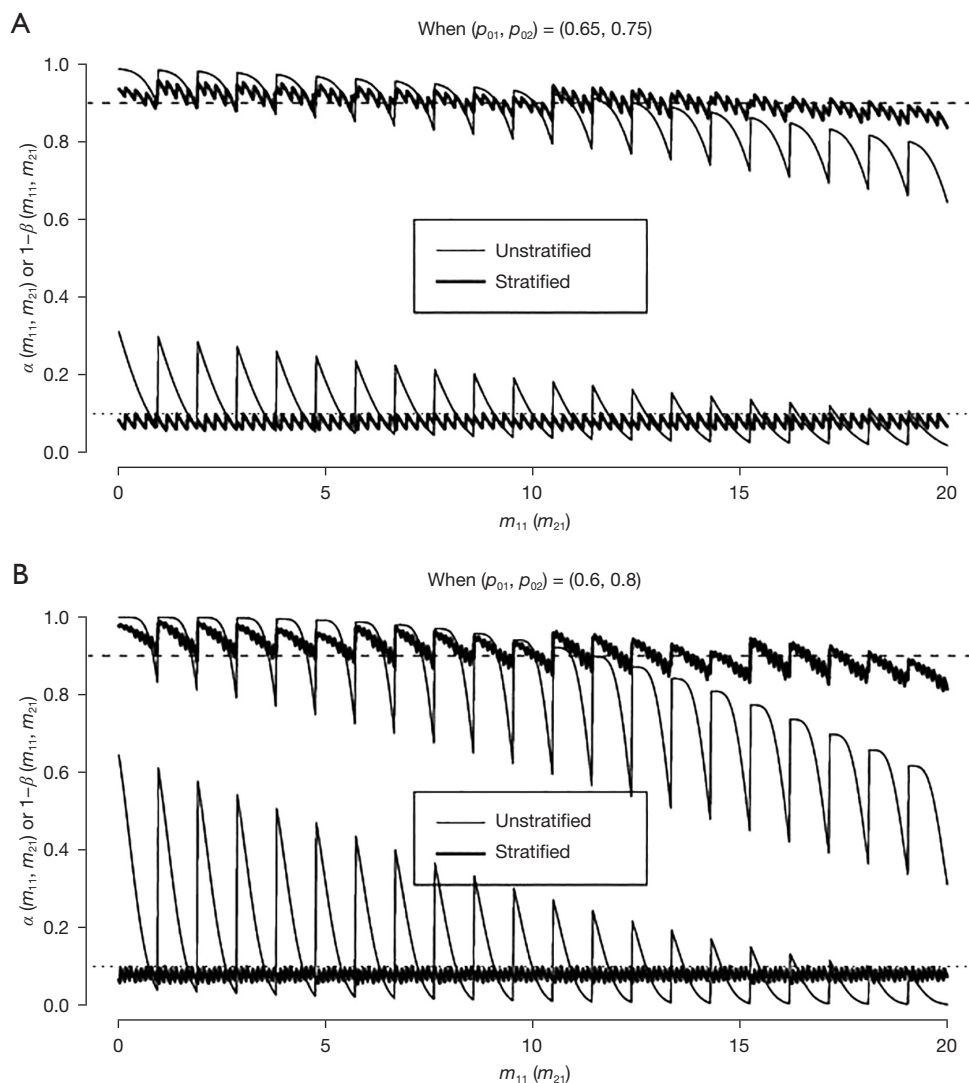 A
When (p₀₁, p₀₂) = (0.65, 0.75)
α (m₁₁, m₂₁) or 1−β (m₁₁, m₂₁)
1.0
0.8
0.6
0.4
0.2
0.0
Unstratified
Stratified
0 5 10 15 20
m₁₁ (m₂₁)
B
When (p₀₁, p₀₂) = (0.6, 0.8)
α (m₁₁, m₂₁) or 1−β (m₁₁, m₂₁)
1.0
0.8
0.6
0.4
0.2
0.0
Unstratified
Stratified
0 5 10 15 20
m₁₁ (m₂₁)